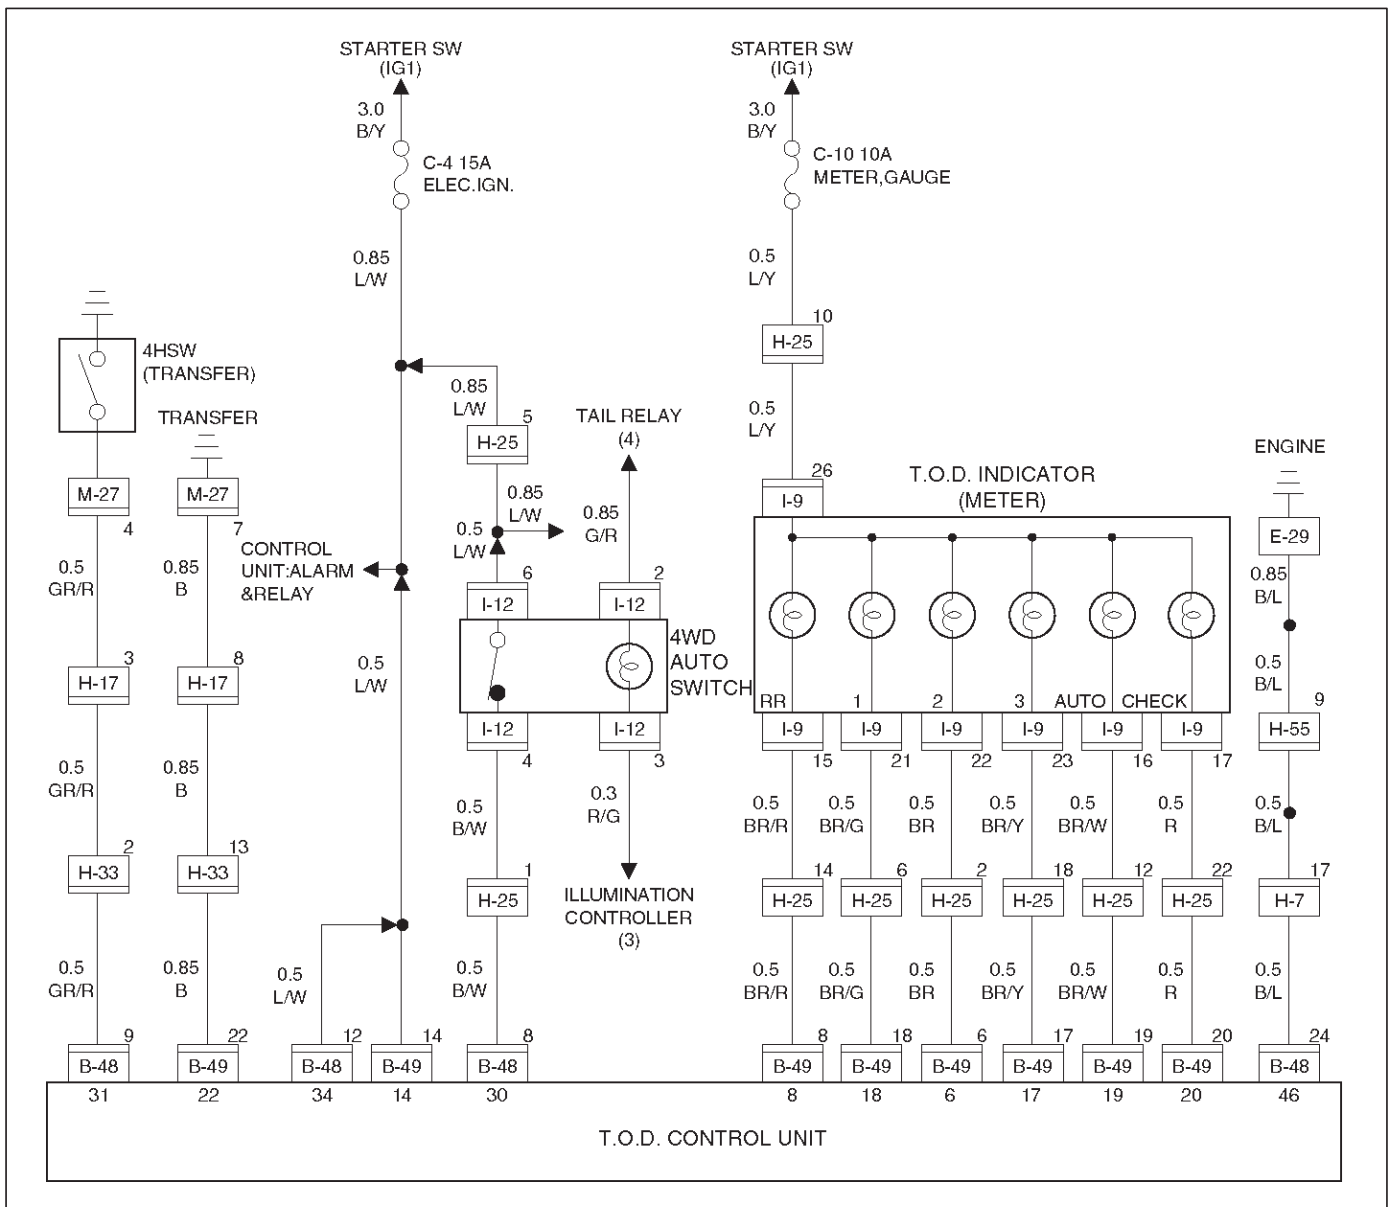 STARTER SW
(IG1)
STARTER SW
(IG1)
3.0
B/Y
3.0
B/Y
C-4 15A
ELEC.IGN.
C-10 10A
METER,GAUGE
0.85
L/W
0.5
L/Y
10
H-25
4HSW
(TRANSFER)
TRANSFER
0.85
L/W
5
H-25
TAIL RELAY
(4)
0.5
L/Y
26
I-9
T.O.D. INDICATOR
(METER)
ENGINE
M-27
4
M-27
7
0.85
L/W
0.5
L/W
0.85
G/R
E-29
0.5
GR/R
0.85
B
CONTROL
UNIT:ALARM
&RELAY
6
I-12
2
I-12
0.85
B/L
3
H-17
8
H-17
0.5
L/W
4WD
AUTO
SWITCH
0.5
B/L
RR
1
2
3
AUTO
CHECK
I-12
4
I-12
3
I-9
15
I-9
21
I-9
22
I-9
23
I-9
16
I-9
17
9
H-55
0.5
GR/R
0.85
B
0.5
B/W
0.3
R/G
0.5
BR/R
0.5
BR/G
0.5
BR
0.5
BR/Y
0.5
BR/W
0.5
R
0.5
B/L
2
H-33
13
H-33
1
H-25
ILLUMINATION
CONTROLLER
(3)
14
H-25
6
H-25
2
H-25
18
H-25
12
H-25
22
H-25
17
H-7
0.5
GR/R
0.85
B
0.5
L/W
0.5
B/W
0.5
BR/R
0.5
BR/G
0.5
BR
0.5
BR/Y
0.5
BR/W
0.5
R
0.5
B/L
9
B-48
31
22
B-49
22
12
B-48
34
14
B-49
14
8
B-48
30
8
B-49
8
18
B-49
18
6
B-49
6
17
B-49
17
19
B-49
19
20
B-49
20
24
B-48
46
T.O.D. CONTROL UNIT